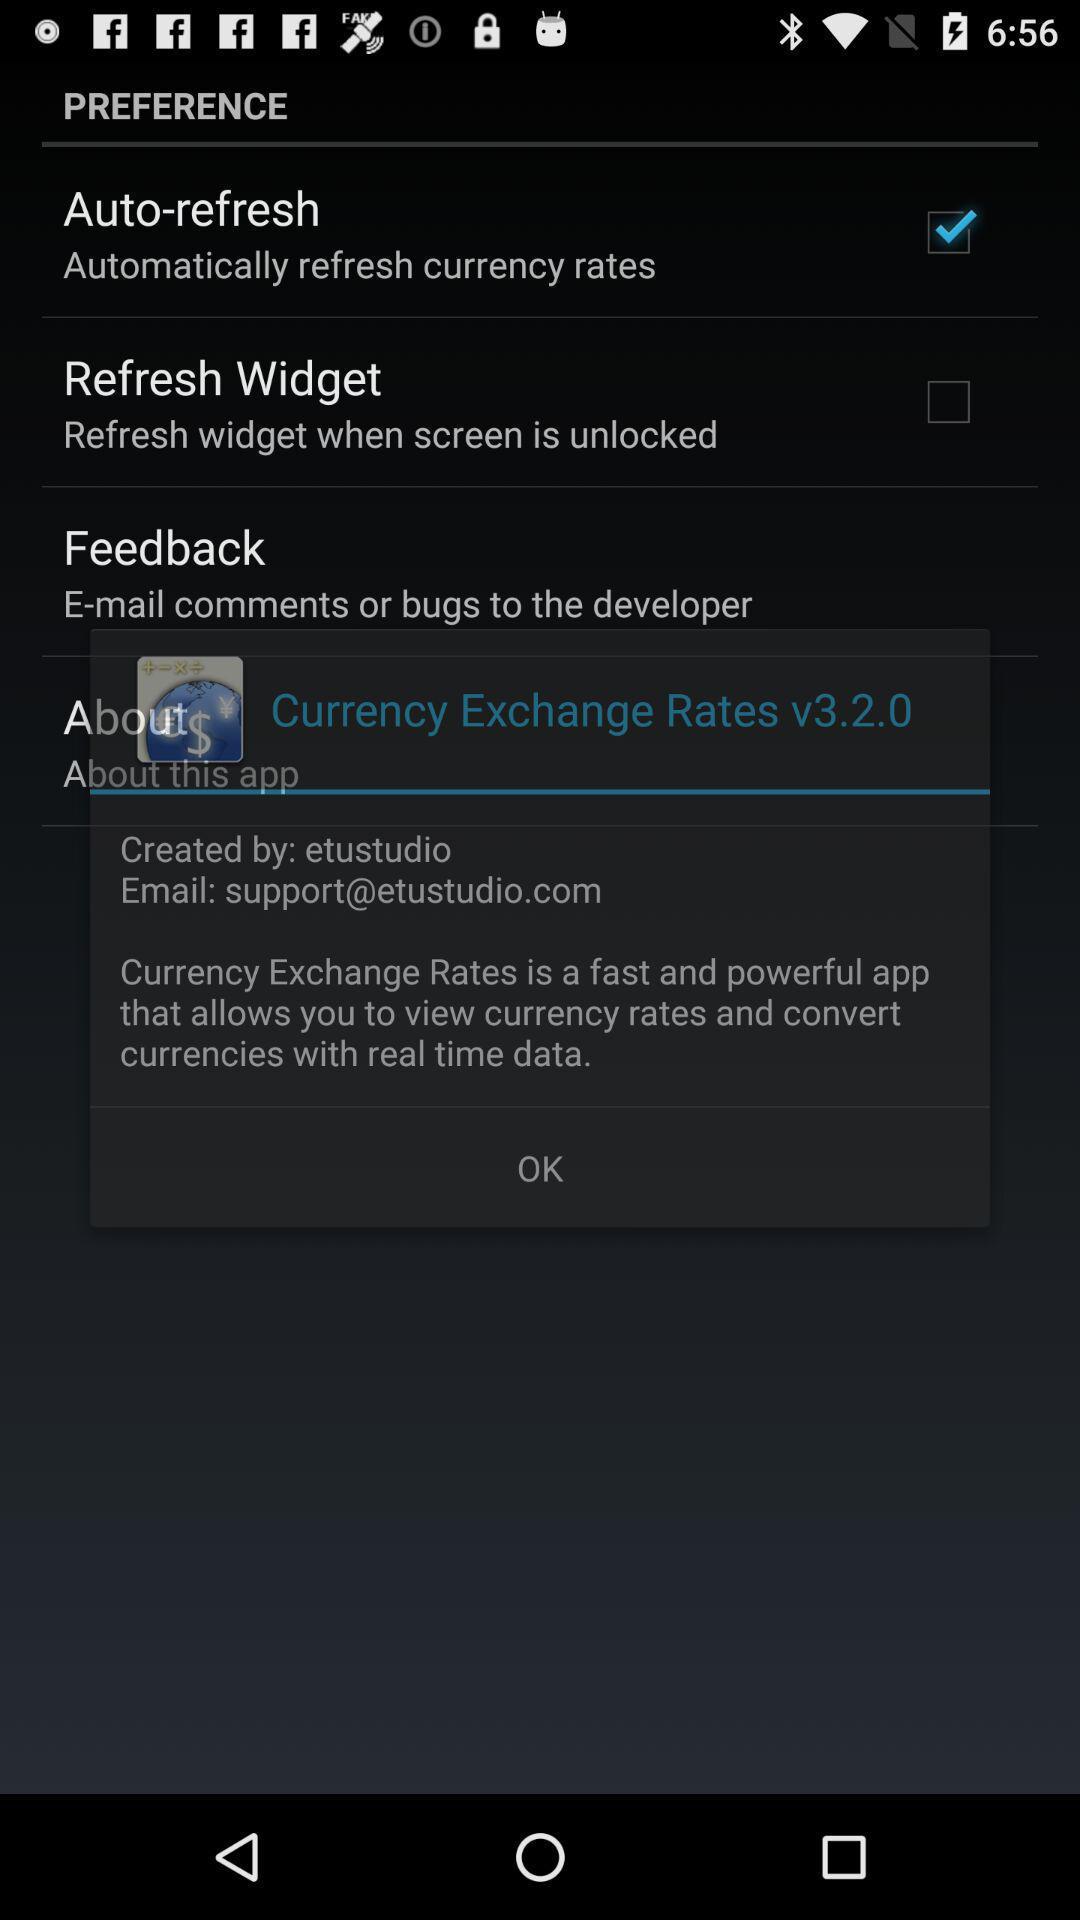 FAKE
6:56
PREFERENCE
Auto-refresh
Automatically refresh currency rates
Refresh Widget
Refresh widget when screen is unlocked
Feedback
E-mail comments or bugs to the developer
About
About this app
+−×÷
¥
$
Currency Exchange Rates v3.2.0
Created by: etustudio
Email: support@etustudio.com
Currency Exchange Rates is a fast and powerful app
that allows you to view currency rates and convert
currencies with real time data.
OK